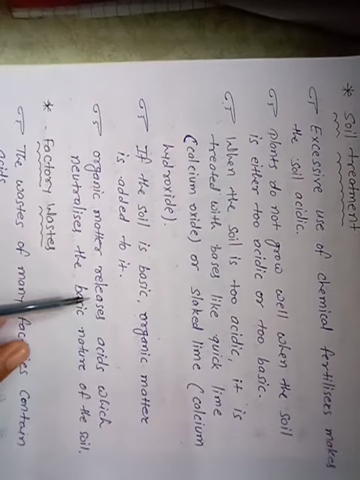 * Soil treatment
Excessive use of chemical fertilisers makes
the soil acidic.
Plants do not grow well when the soil
is either too acidic or too basic.
When the soil is too acidic, it is
treated with bases like quick lime
(calcium oxide) or slaked lime (calcium
hydroxide).
If the soil is basic, organic matter
is added to it.
organic matter releases acids which
neutralises the basic nature of the soil.
* Factory Wastes
The wastes of many factories contain
acids